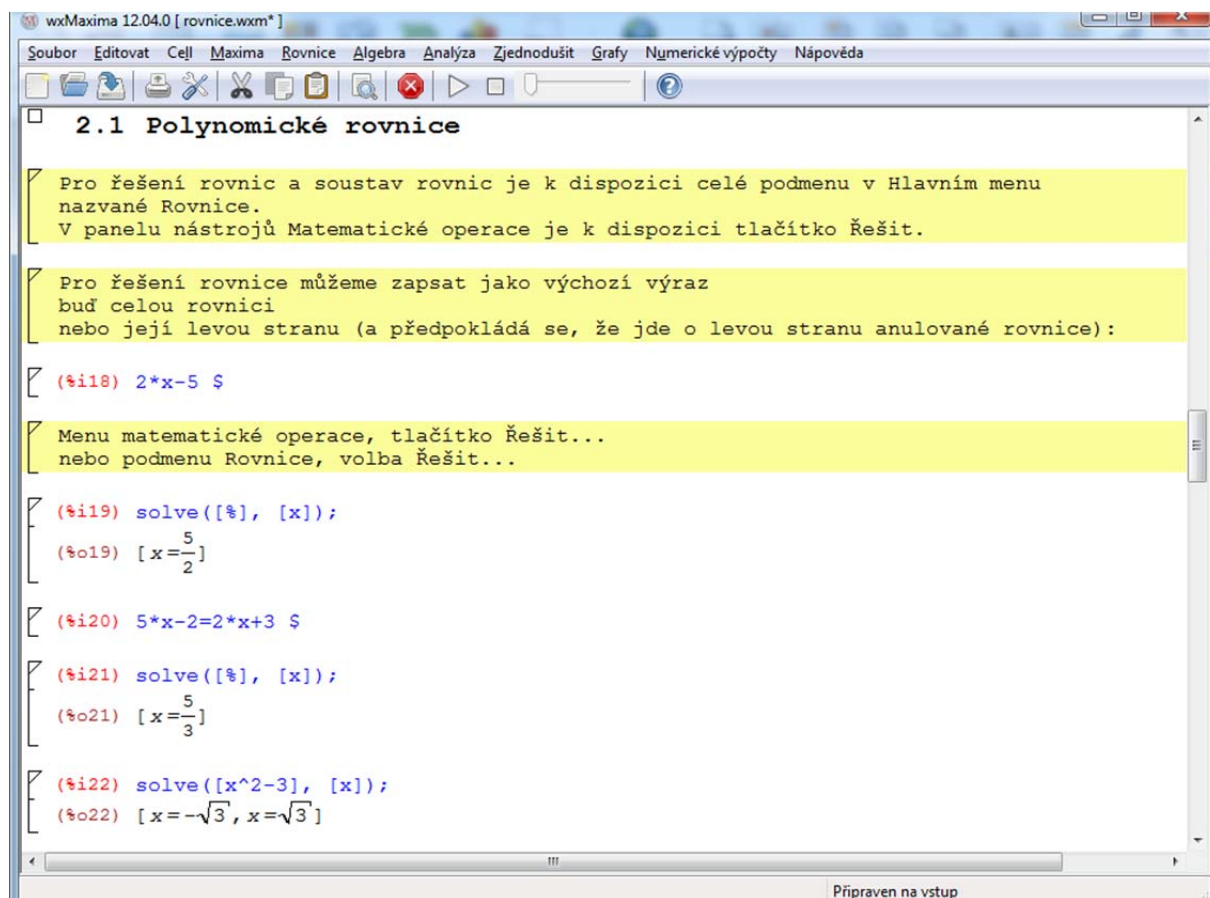 wxMaxima 12.04.0 [ rovnice.wxm* ]
Soubor Editovat Cell Maxima Rovnice Algebra Analýza Zjednodušit Grafy Numerické výpočty Nápověda
2.1 Polynomické rovnice
Pro řešení rovnic a soustav rovnic je k dispozici celé podmenu v Hlavním menu
nazvané Rovnice.
V panelu nástrojů Matematické operace je k dispozici tlačítko Řešit.
Pro řešení rovnice můžeme zapsat jako výchozí výraz
buď celou rovnici
nebo její levou stranu (a předpokládá se, že jde o levou stranu anulované rovnice):
(%i18) 2*x-5 $
Menu matematické operace, tlačítko Řešit...
nebo podmenu Rovnice, volba Řešit...
(%i19) solve([%], [x]);
(%o19) [x=5/2]
(%i20) 5*x-2=2*x+3 $
(%i21) solve([%], [x]);
(%o21) [x=5/3]
(%i22) solve([x^2-3], [x]);
(%o22) [x=-√3, x=√3]
Připraven na vstup